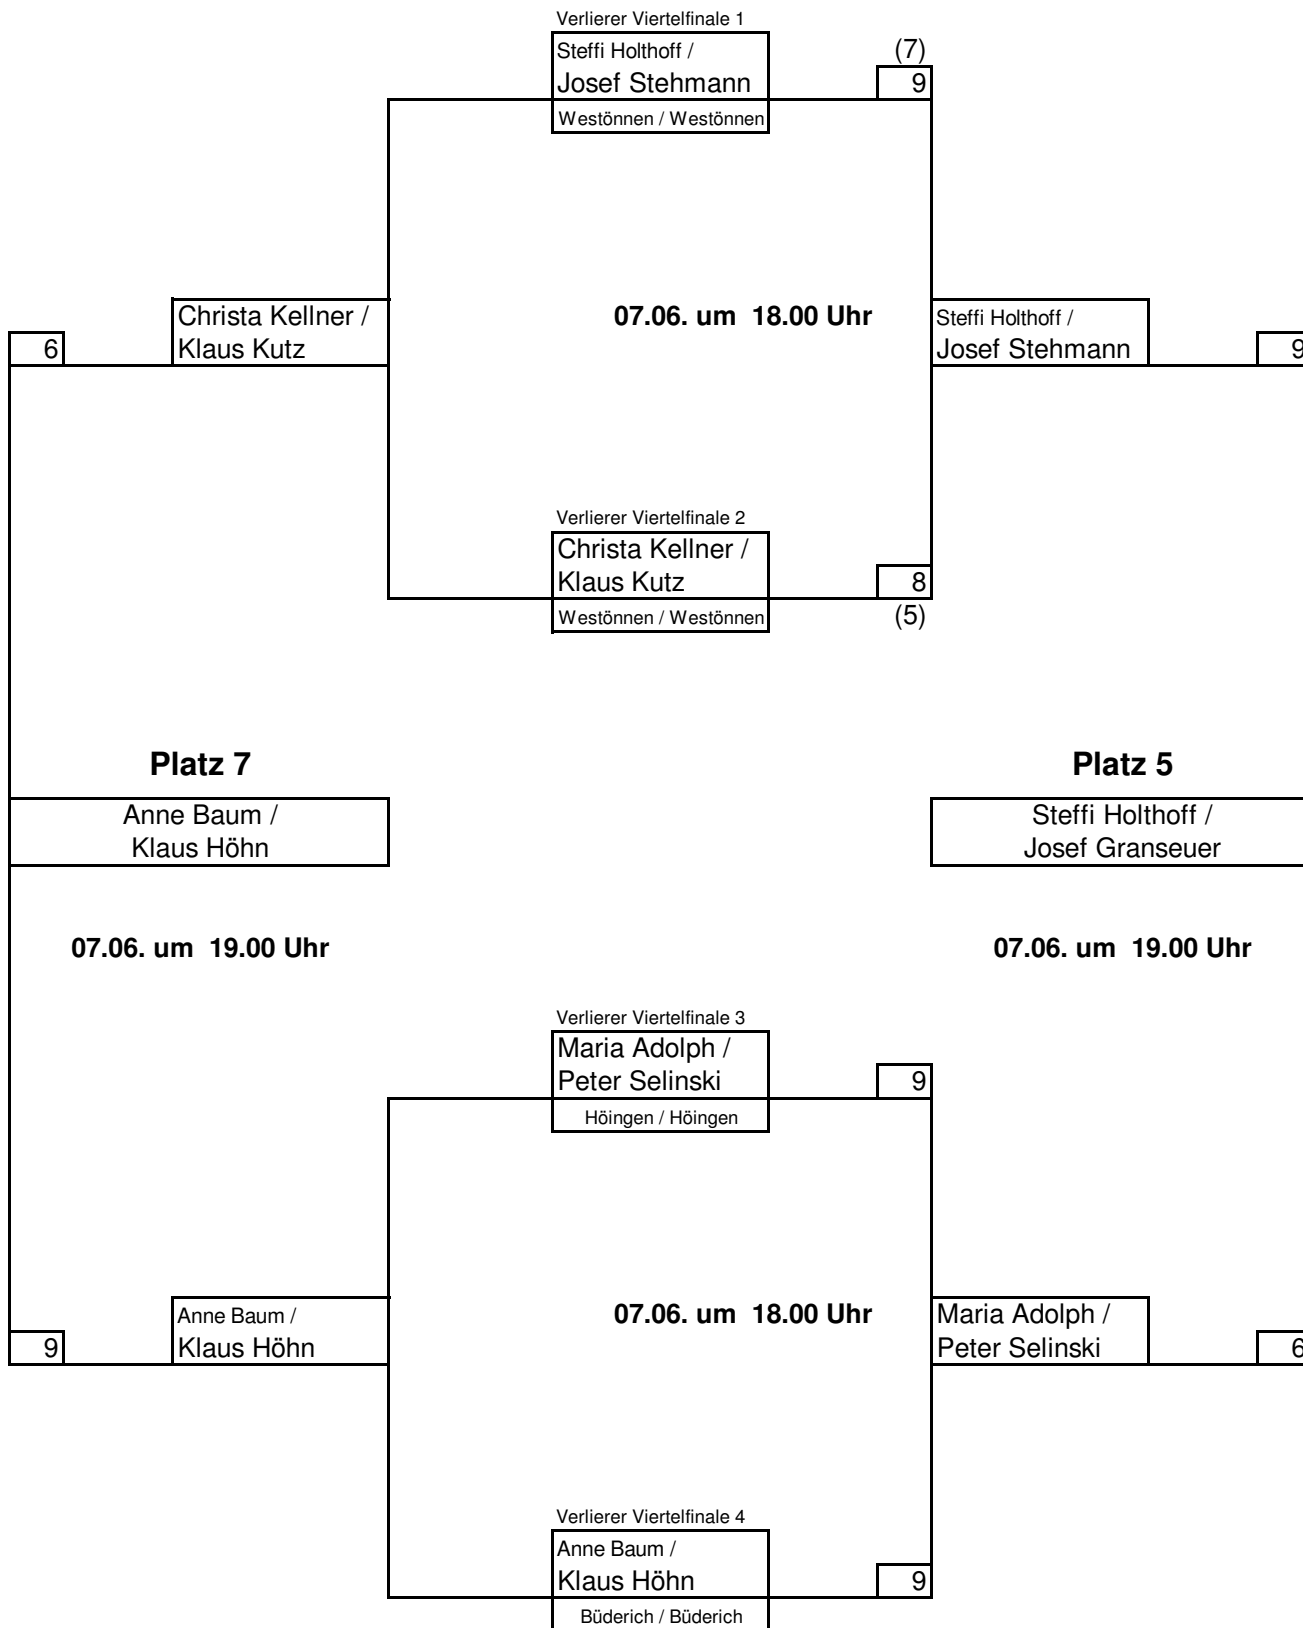 Verlierer Viertelfinale 1
Steffi Holthoff /
Josef Stehmann
Westönnen / Westönnen
(7)
9
Christa Kellner /
Klaus Kutz
6
07.06. um 18.00 Uhr
Steffi Holthoff /
Josef Stehmann
9
Verlierer Viertelfinale 2
Christa Kellner /
Klaus Kutz
Westönnen / Westönnen
8
(5)
Platz 7
Anne Baum /
Klaus Höhn
07.06. um 19.00 Uhr
Platz 5
Steffi Holthoff /
Josef Granseuer
07.06. um 19.00 Uhr
Verlierer Viertelfinale 3
Maria Adolph /
Peter Selinski
Höingen / Höingen
9
Anne Baum /
Klaus Höhn
9
07.06. um 18.00 Uhr
Maria Adolph /
Peter Selinski
6
Verlierer Viertelfinale 4
Anne Baum /
Klaus Höhn
Büderich / Büderich
9